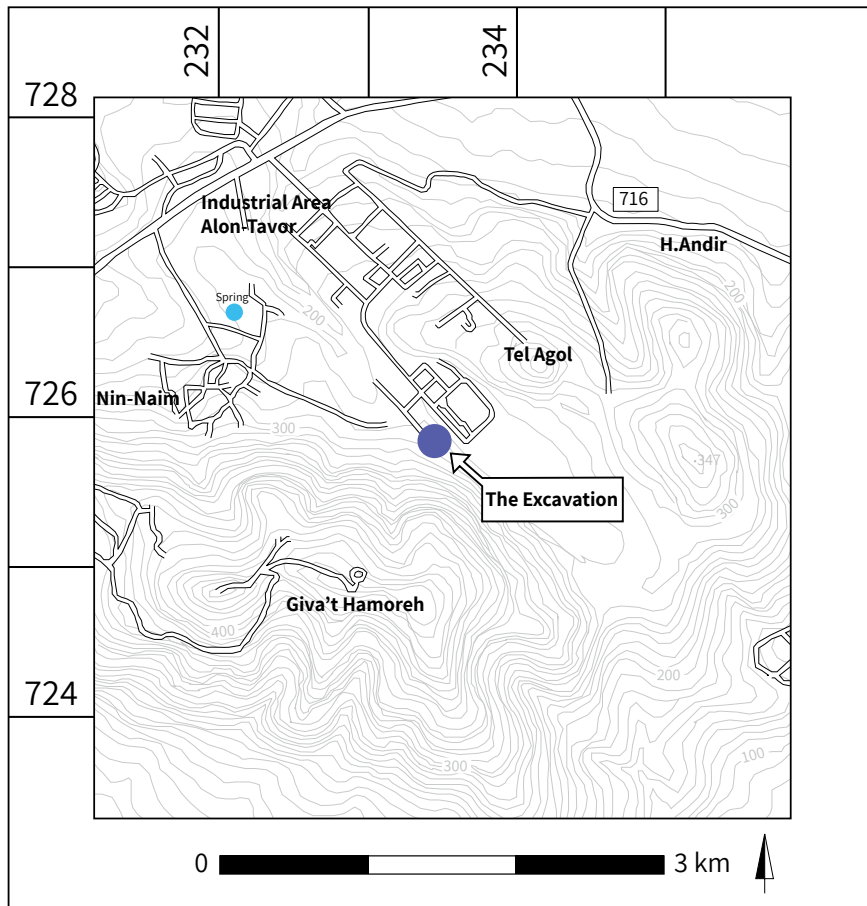 232
234
728
Industrial Area
Alon-Tavor
716
H.Andir
200
Spring
200
Tel Agol
726
Nin-Naim
300
·347
The Excavation
300
Giva't Hamoreh
400
200
724
100
300
0
3 km